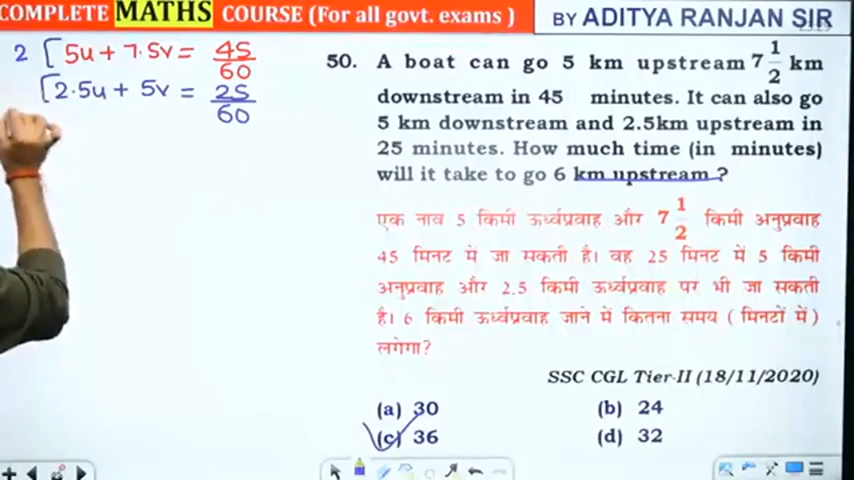 COMPLETE MATHS COURSE (For all govt. exams )
BY ADITYA RANJAN SIR
2 [ 5u + 7.5v = 45/60
[ 2.5u + 5v = 25/60
50. A boat can go 5 km upstream 7 1/2 km
downstream in 45 minutes. It can also go
5 km downstream and 2.5km upstream in
25 minutes. How much time (in minutes)
will it take to go 6 km upstream ?
एक नाव 5 किमी ऊर्ध्वप्रवाह और 7 1/2 किमी अनुप्रवाह
45 मिनट में जा सकती है। वह 25 मिनट में 5 किमी
अनुप्रवाह और 2.5 किमी ऊर्ध्वप्रवाह पर भी जा सकती
है। 6 किमी ऊर्ध्वप्रवाह जाने में कितना समय ( मिनटों में )
लगेगा?
SSC CGL Tier-II (18/11/2020)
(a) 30
(b) 24
(c) 36
(d) 32